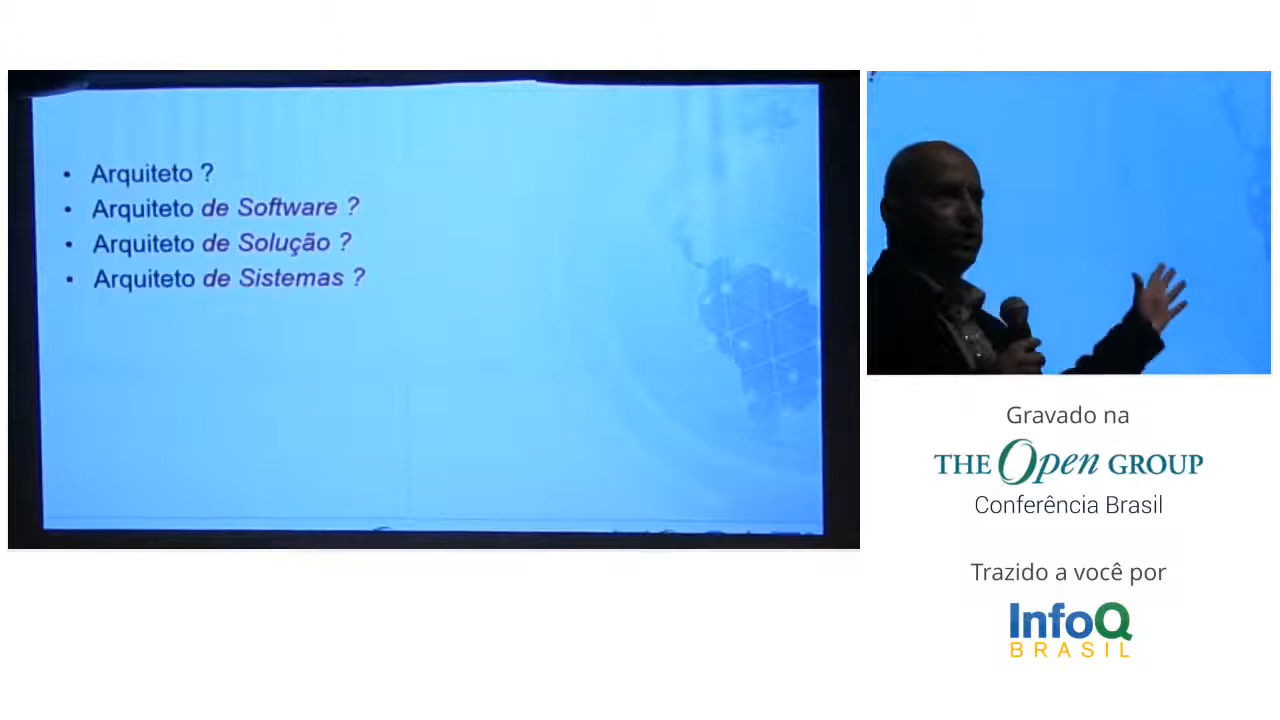 Arquiteto ?
Arquiteto de Software ?
Arquiteto de Solução ?
Arquiteto de Sistemas ?
Gravado na
THE Open GROUP
Conferência Brasil
Trazido a você por
InfoQ
BRASIL